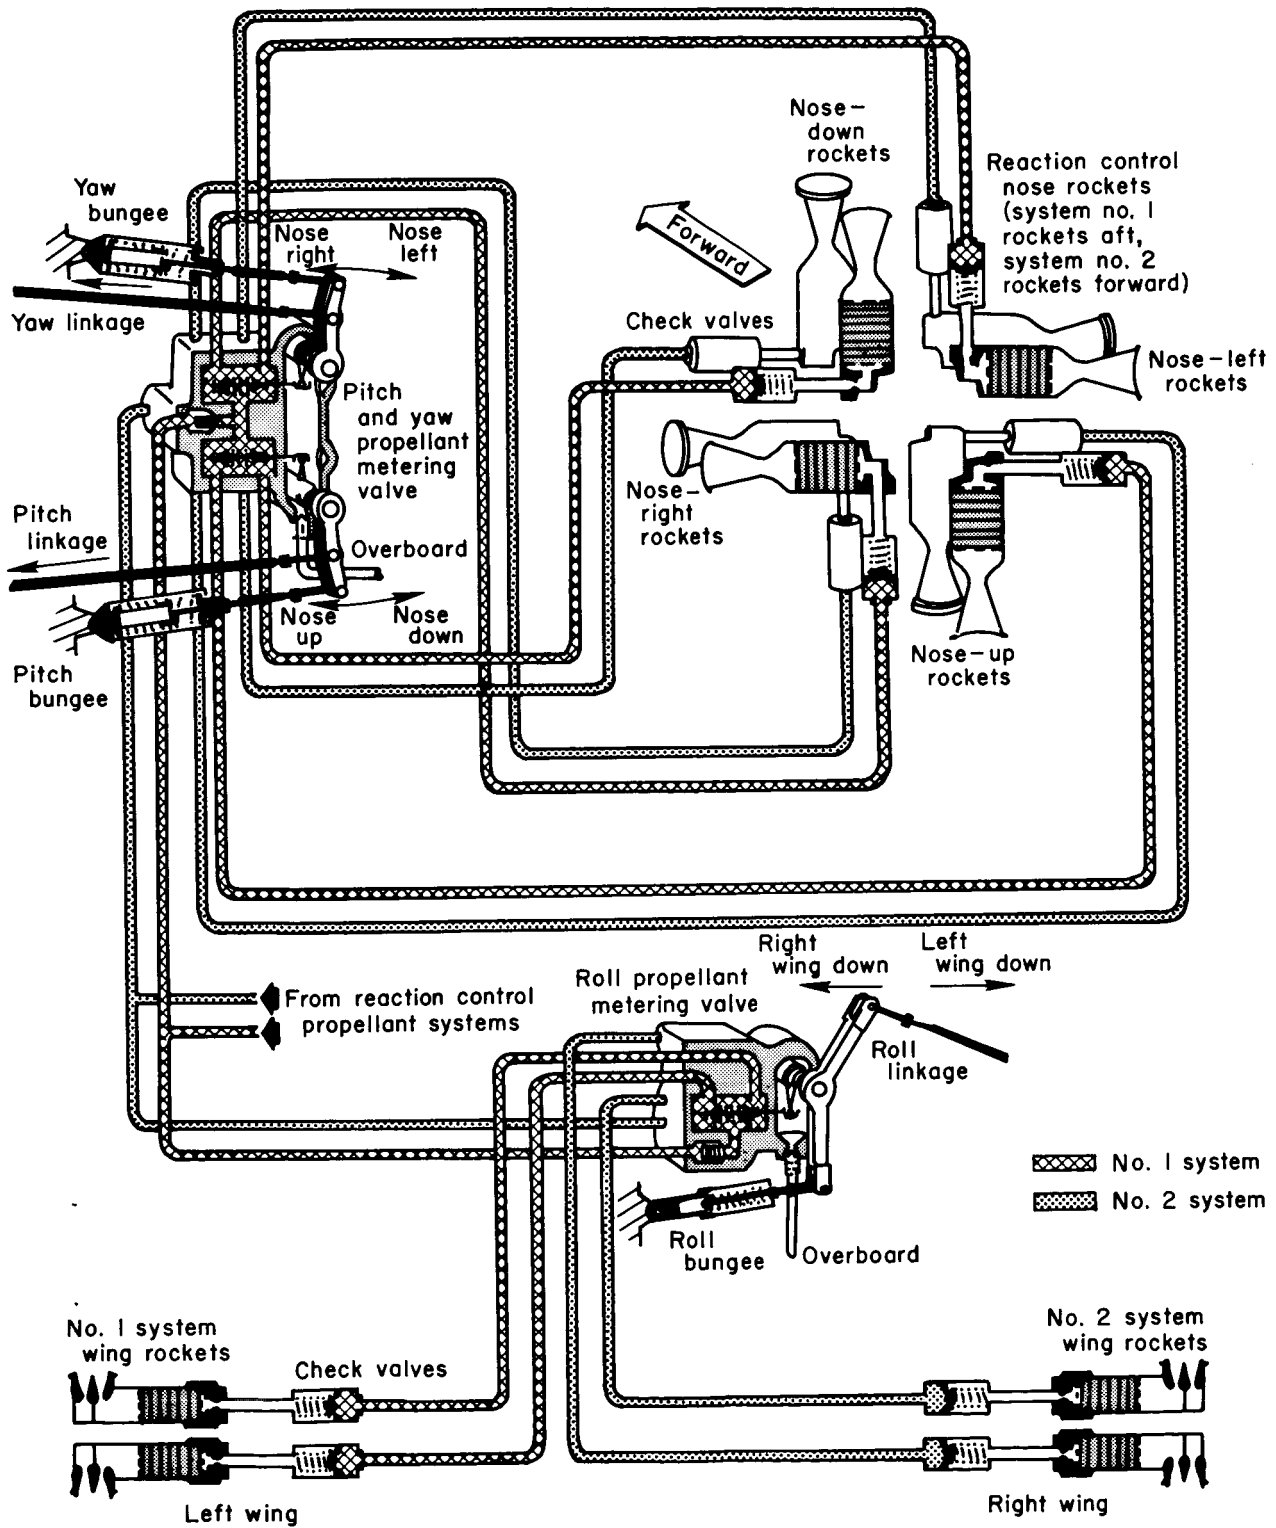 Nose-
down
rockets
Reaction control
nose rockets
(system no. 1
rockets aft,
system no. 2
rockets forward)
Yaw
bungee
Nose
right
Nose
left
Forward
Yaw linkage
Check valves
Nose-left
rockets
Pitch
and yaw
propellant
metering
valve
Nose-
right
rockets
Pitch
linkage
Overboard
Nose
up
Nose
down
Nose-up
rockets
Pitch
bungee
Right
wing down
Left
wing down
Roll propellant
metering valve
From reaction control
propellant systems
Roll
linkage
No. 1 system
No. 2 system
Roll
bungee
Overboard
No. 1 system
wing rockets
Check valves
No. 2 system
wing rockets
Left wing
Right wing